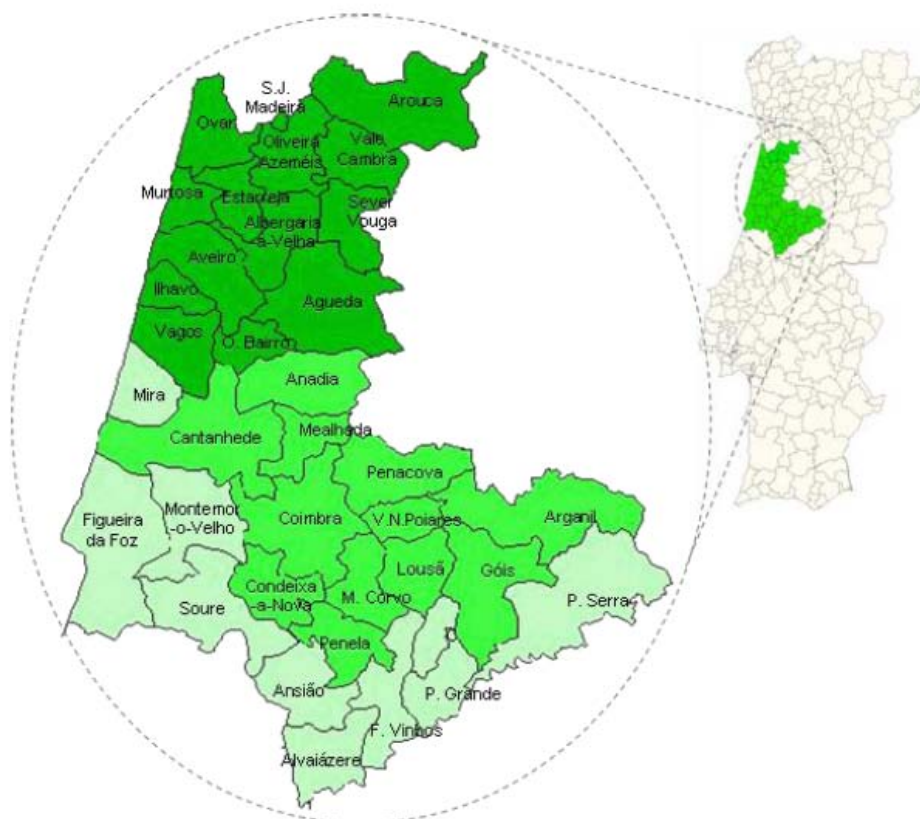 S.J.
Madeira
Arouca
Ovar
Oliveira
Azeméis
Vale
Cambra
Murtosa
Estarreja
Sever
Vouga
Albergaria
-a-Velha
Aveiro
Ilhavo
Agueda
Vagos
O. Bairro
Anadia
Mira
Mealhada
Cantanhede
Penacova
Montemor
-o-Velho
Figueira
da Foz
Coimbra
V.N.Poiares
Arganil
Lousã
Góis
Condeixa
-a-Nova
M. Corvo
Soure
P. Serra
Penela
Ansião
P. Grande
F. Vinhos
Alvaiázere